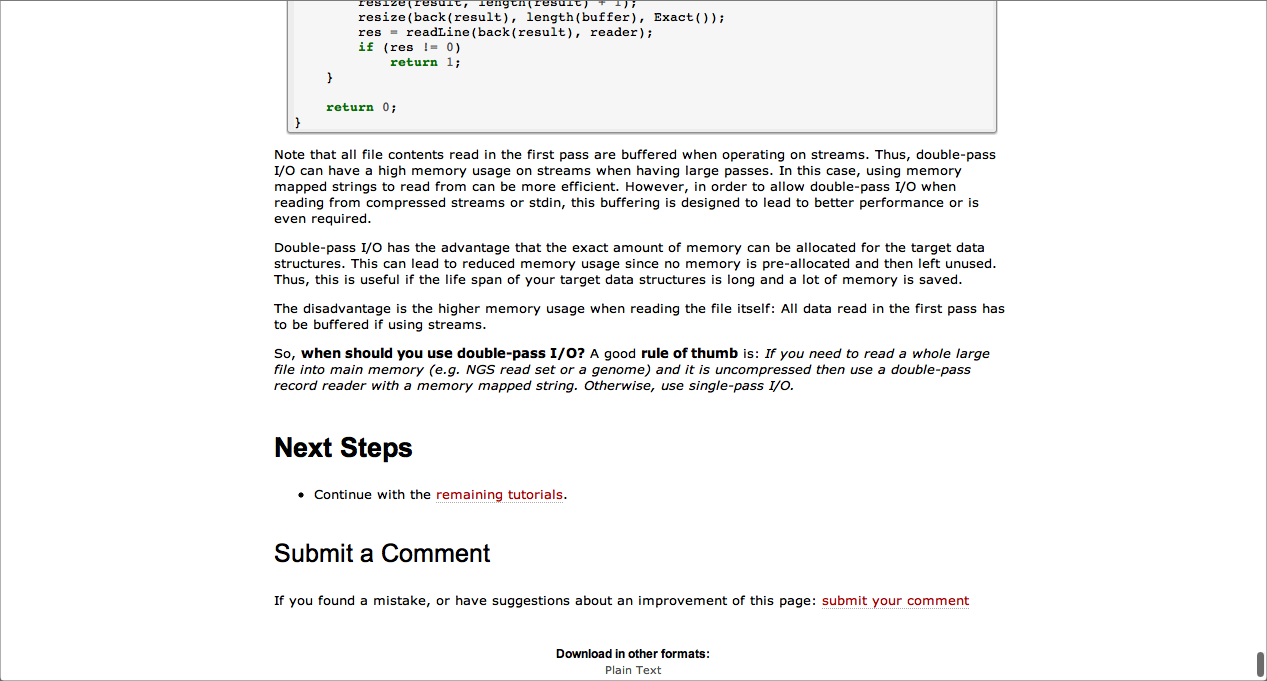 resize(result, length(result) + 1);
resize(back(result), length(buffer), Exact());
res = readLine(back(result), reader);
if (res != 0)
return 1;
}
return 0;
}
Note that all file contents read in the first pass are buffered when operating on streams. Thus, double-pass
I/O can have a high memory usage on streams when having large passes. In this case, using memory
mapped strings to read from can be more efficient. However, in order to allow double-pass I/O when
reading from compressed streams or stdin, this buffering is designed to lead to better performance or is
even required.
Double-pass I/O has the advantage that the exact amount of memory can be allocated for the target data
structures. This can lead to reduced memory usage since no memory is pre-allocated and then left unused.
Thus, this is useful if the life span of your target data structures is long and a lot of memory is saved.
The disadvantage is the higher memory usage when reading the file itself: All data read in the first pass has
to be buffered if using streams.
So, when should you use double-pass I/O? A good rule of thumb is: If you need to read a whole large
file into main memory (e.g. NGS read set or a genome) and it is uncompressed then use a double-pass
record reader with a memory mapped string. Otherwise, use single-pass I/O.
Next Steps
• Continue with the remaining tutorials.
Submit a Comment
If you found a mistake, or have suggestions about an improvement of this page: submit your comment
Download in other formats:
Plain Text